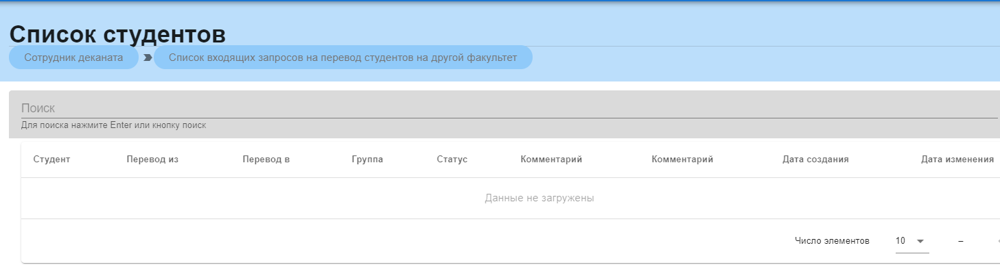 Список студентов
Сотрудник деканата Список входящих запросов на перевод студентов на другой факультет
Поиск
Для поиска нажмите Enter или кнопку поиск
Студент Перевод из Перевод в Группа Статус Комментарий Комментарий Дата создания Дата изменения
Данные не загружены
Число элементов 10 –